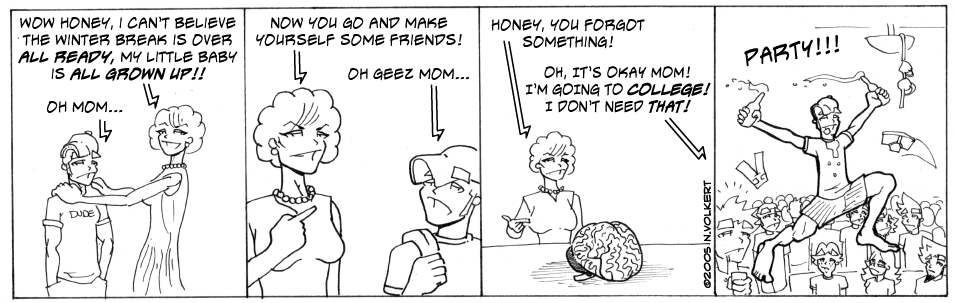 WOW HONEY, I CAN'T BELIEVE
THE WINTER BREAK IS OVER
ALL READY, MY LITTLE BABY
IS ALL GROWN UP!!
OH MOM...
DUDE
NOW YOU GO AND MAKE
YOURSELF SOME FRIENDS!
OH GEEZ MOM...
HONEY, YOU FORGOT
SOMETHING!
OH, IT'S OKAY MOM!
I'M GOING TO COLLEGE!
I DON'T NEED THAT!
©2005 N.VOLKERT
PARTY!!!